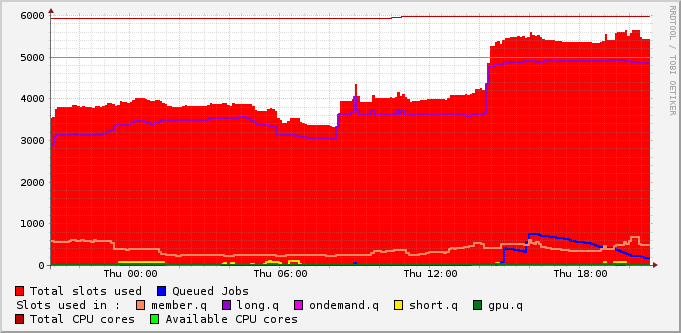 RRDTOOL / TOBI OETIKER
6000
5000
4000
3000
2000
1000
0
Thu 00:00 Thu 06:00 Thu 12:00 Thu 18:00
Total slots used Queued Jobs
Slots used in : member.q long.q ondemand.q short.q gpu.q
Total CPU cores Available CPU cores